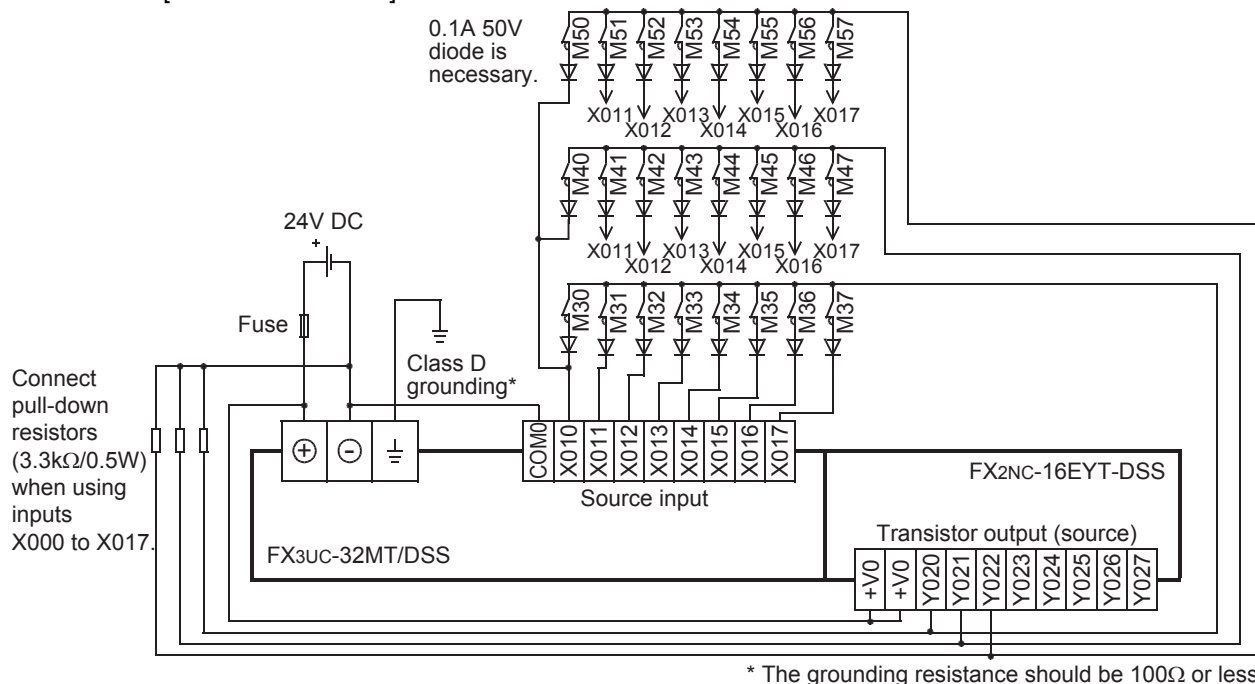 0.1A 50V
diode is
necessary.
M50 M51 M52 M53 M54 M55 M56 M57
X011 X013 X015 X017
X012 X014 X016
M40 M41 M42 M43 M44 M45 M46 M47
X011 X013 X015 X017
X012 X014 X016
24V DC
+
M30 M31 M32 M33 M34 M35 M36 M37
Fuse
Class D
grounding*
Connect
pull-down
resistors
(3.3kΩ/0.5W)
when using
inputs
X000 to X017.
+ -
COM0 X010 X011 X012 X013 X014 X015 X016 X017
Source input
FX3UC-32MT/DSS
FX2NC-16EYT-DSS
Transistor output (source)
+V0 +V0 Y020 Y021 Y022 Y023 Y024 Y025 Y026 Y027
* The grounding resistance should be 100Ω or less